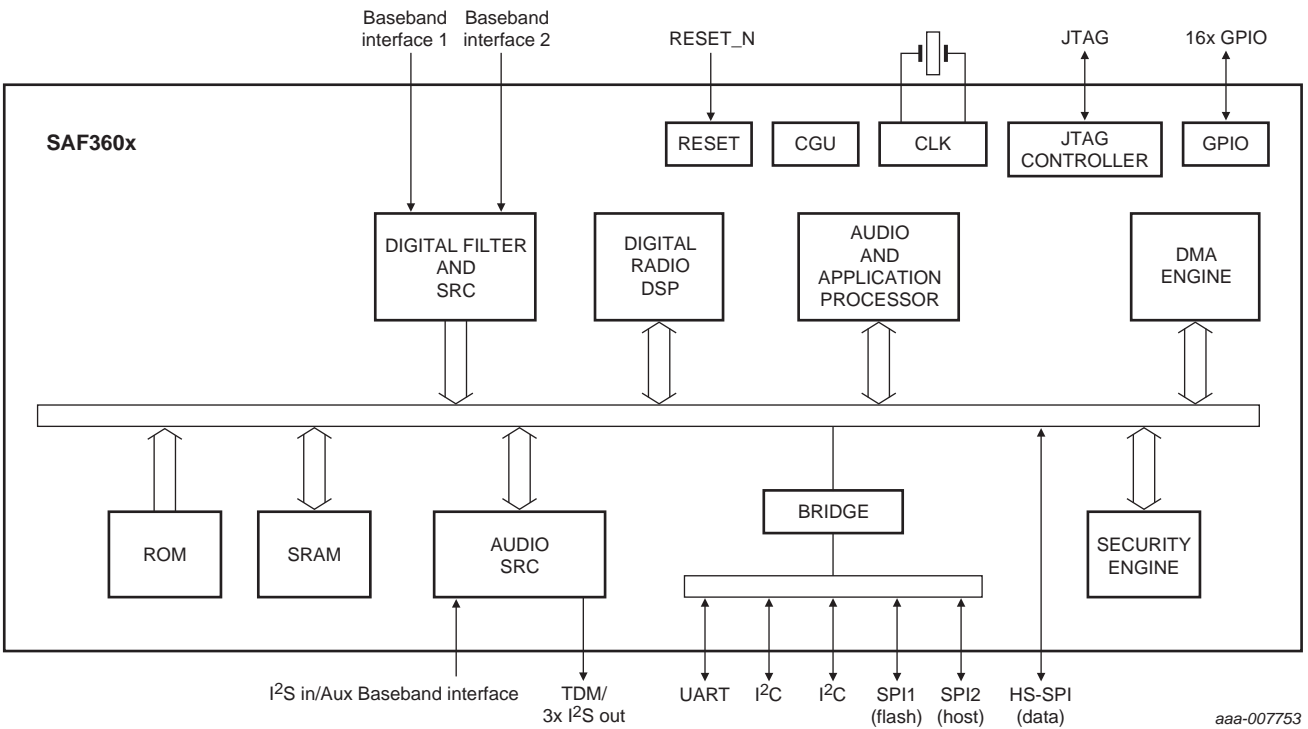 Baseband interface 1
Baseband interface 2
RESET_N
JTAG
16x GPIO
SAF360x
RESET
CGU
CLK
JTAG
CONTROLLER
GPIO
DIGITAL FILTER
AND
SRC
DIGITAL
RADIO
DSP
AUDIO
AND
APPLICATION
PROCESSOR
DMA
ENGINE
ROM
SRAM
AUDIO
SRC
BRIDGE
SECURITY
ENGINE
I2S in/Aux Baseband interface
TDM/
3x I2S out
UART
I2C
I2C
SPI1
(flash)
SPI2
(host)
HS-SPI
(data)
aaa-007753